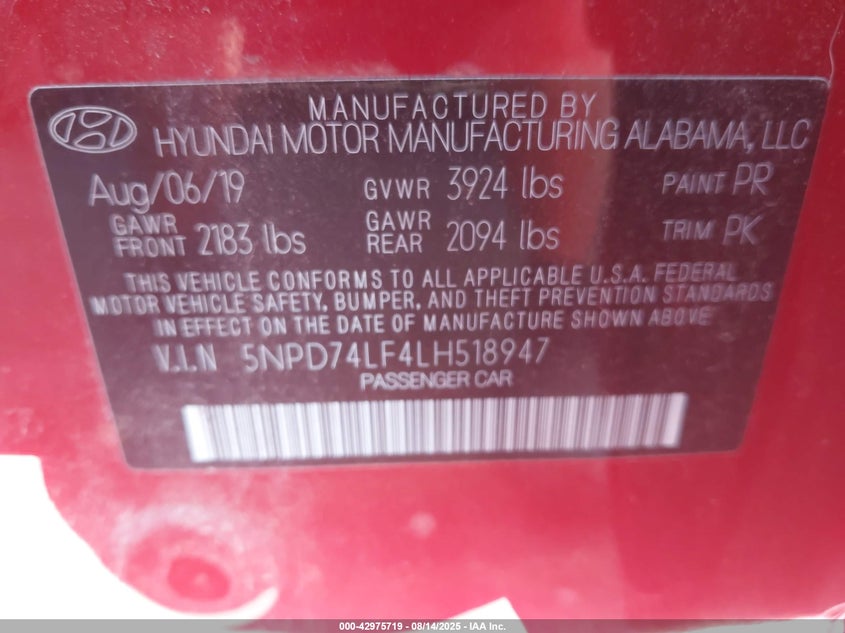 MANUFACTURED BY
HYUNDAI MOTOR MANUFACTURING ALABAMA, LLC
Aug/06/19 GVWR 3924 lbs PAINT PR
GAWR FRONT 2183 lbs GAWR REAR 2094 lbs TRIM PK
THIS VEHICLE CONFORMS TO ALL APPLICABLE U.S.A. FEDERAL
MOTOR VEHICLE SAFETY, BUMPER, AND THEFT PREVENTION STANDARDS
IN EFFECT ON THE DATE OF MANUFACTURE SHOWN ABOVE.
V.I.N 5NPD74LF4LH518947
PASSENGER CAR
000-42975719 - 08/14/2025 - IAA Inc.